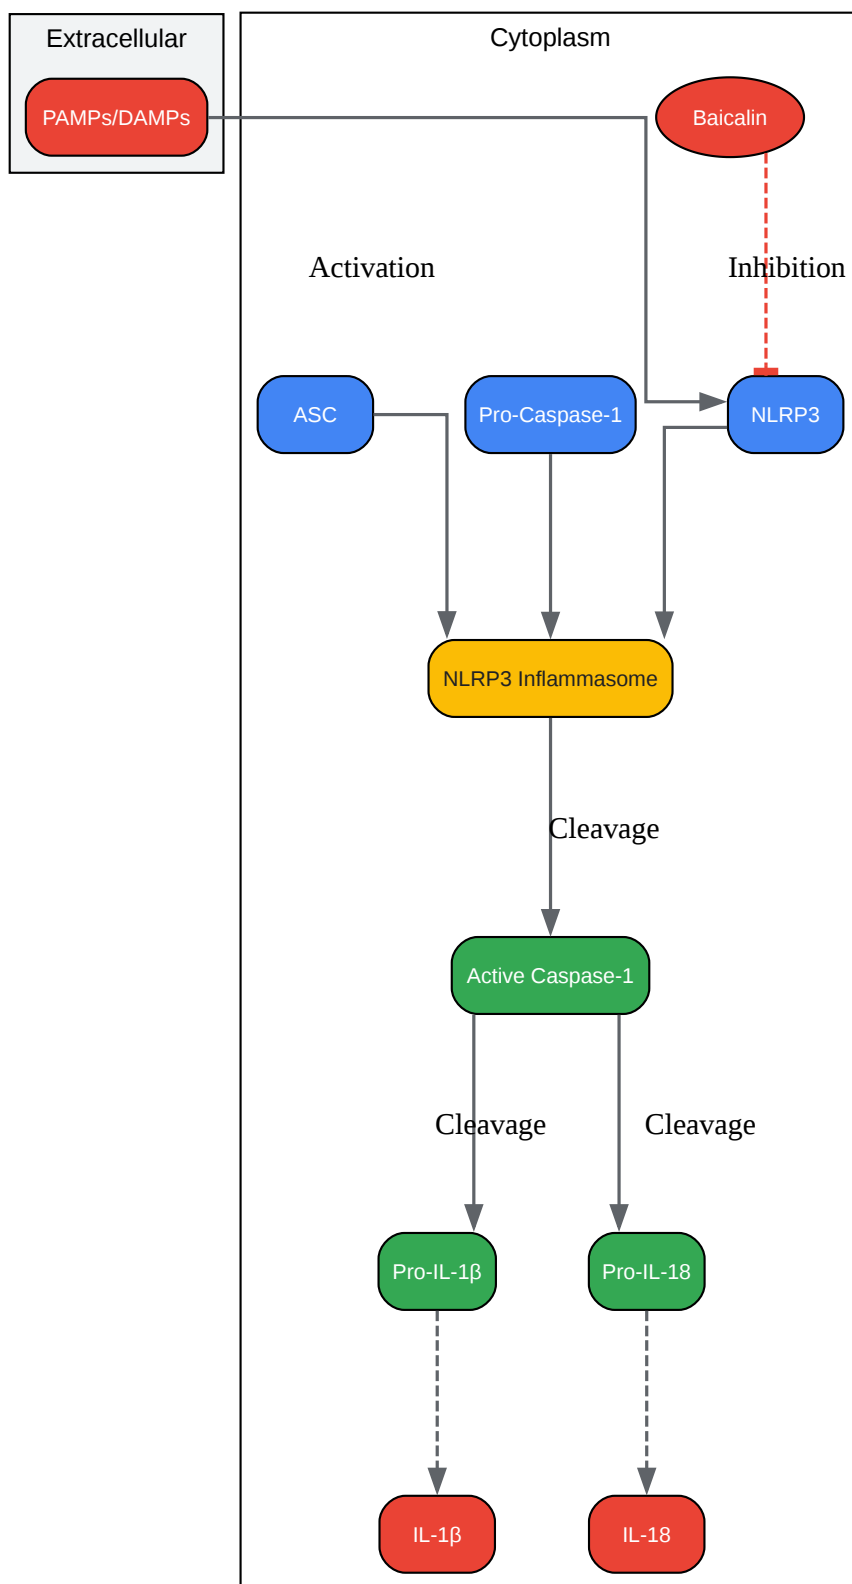 Extracellular
Cytoplasm
PAMPs/DAMPs
Baicalin
Activation
Inhibition
ASC
Pro-Caspase-1
NLRP3
NLRP3 Inflammasome
Cleavage
Active Caspase-1
Cleavage
Cleavage
Pro-IL-1β
Pro-IL-18
IL-1β
IL-18